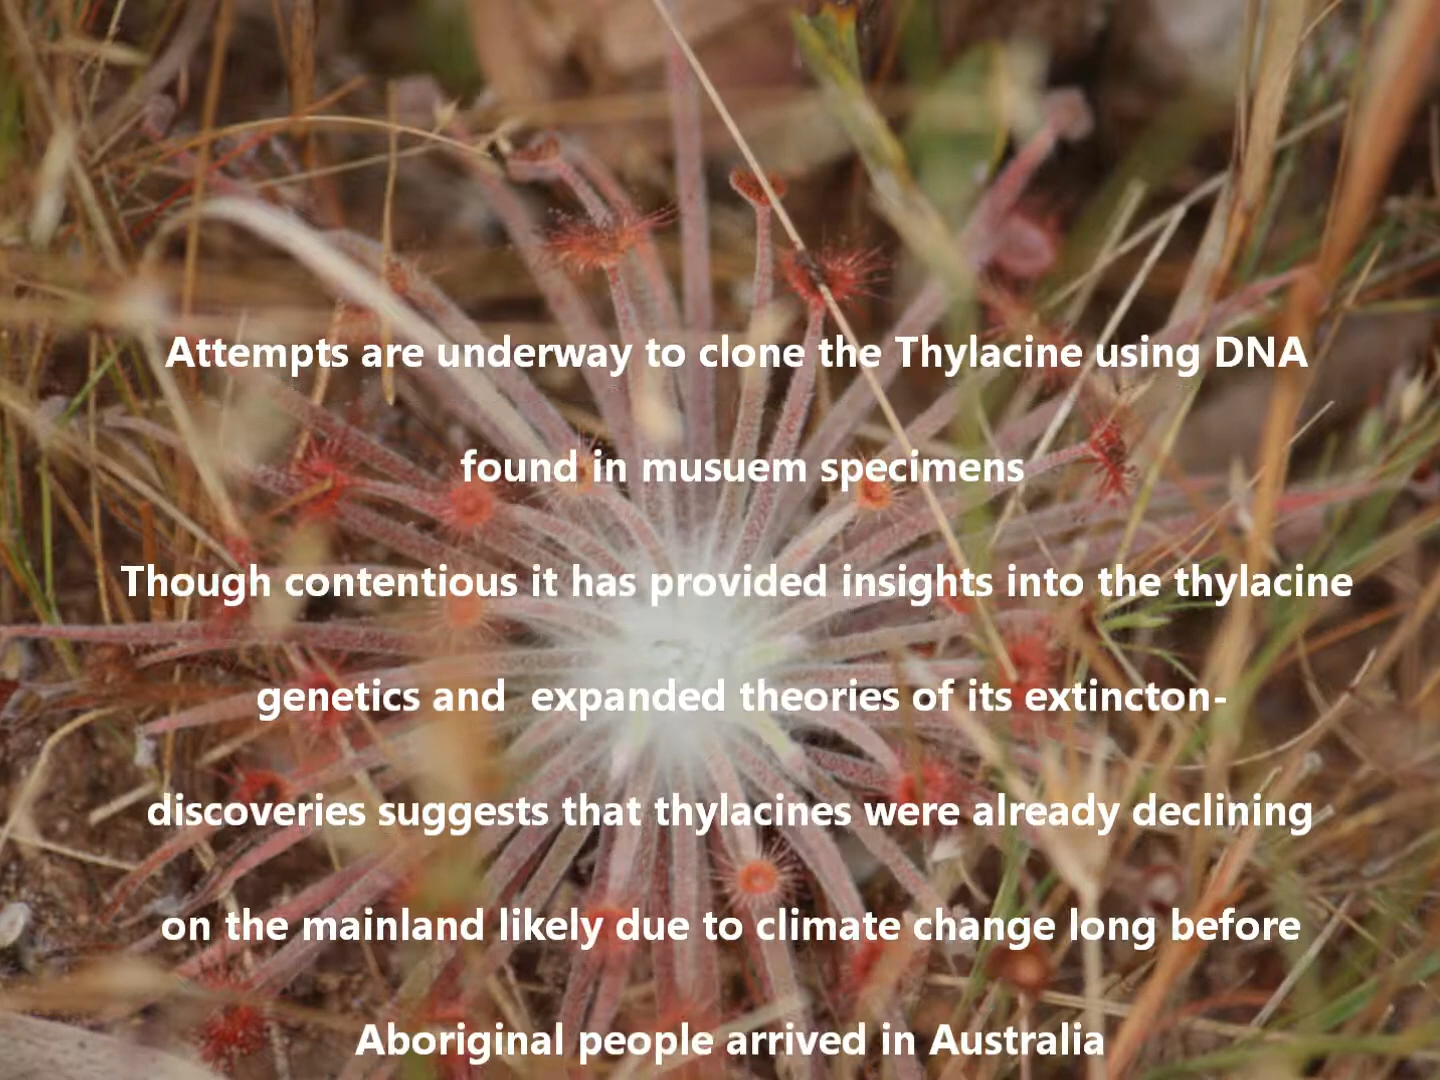 Attempts are underway to clone the Thylacine using DNA
found in musuem specimens
Though contentious it has provided insights into the thylacine
genetics and  expanded theories of its extincton-
discoveries suggests that thylacines were already declining
on the mainland likely due to climate change long before
Aboriginal people arrived in Australia